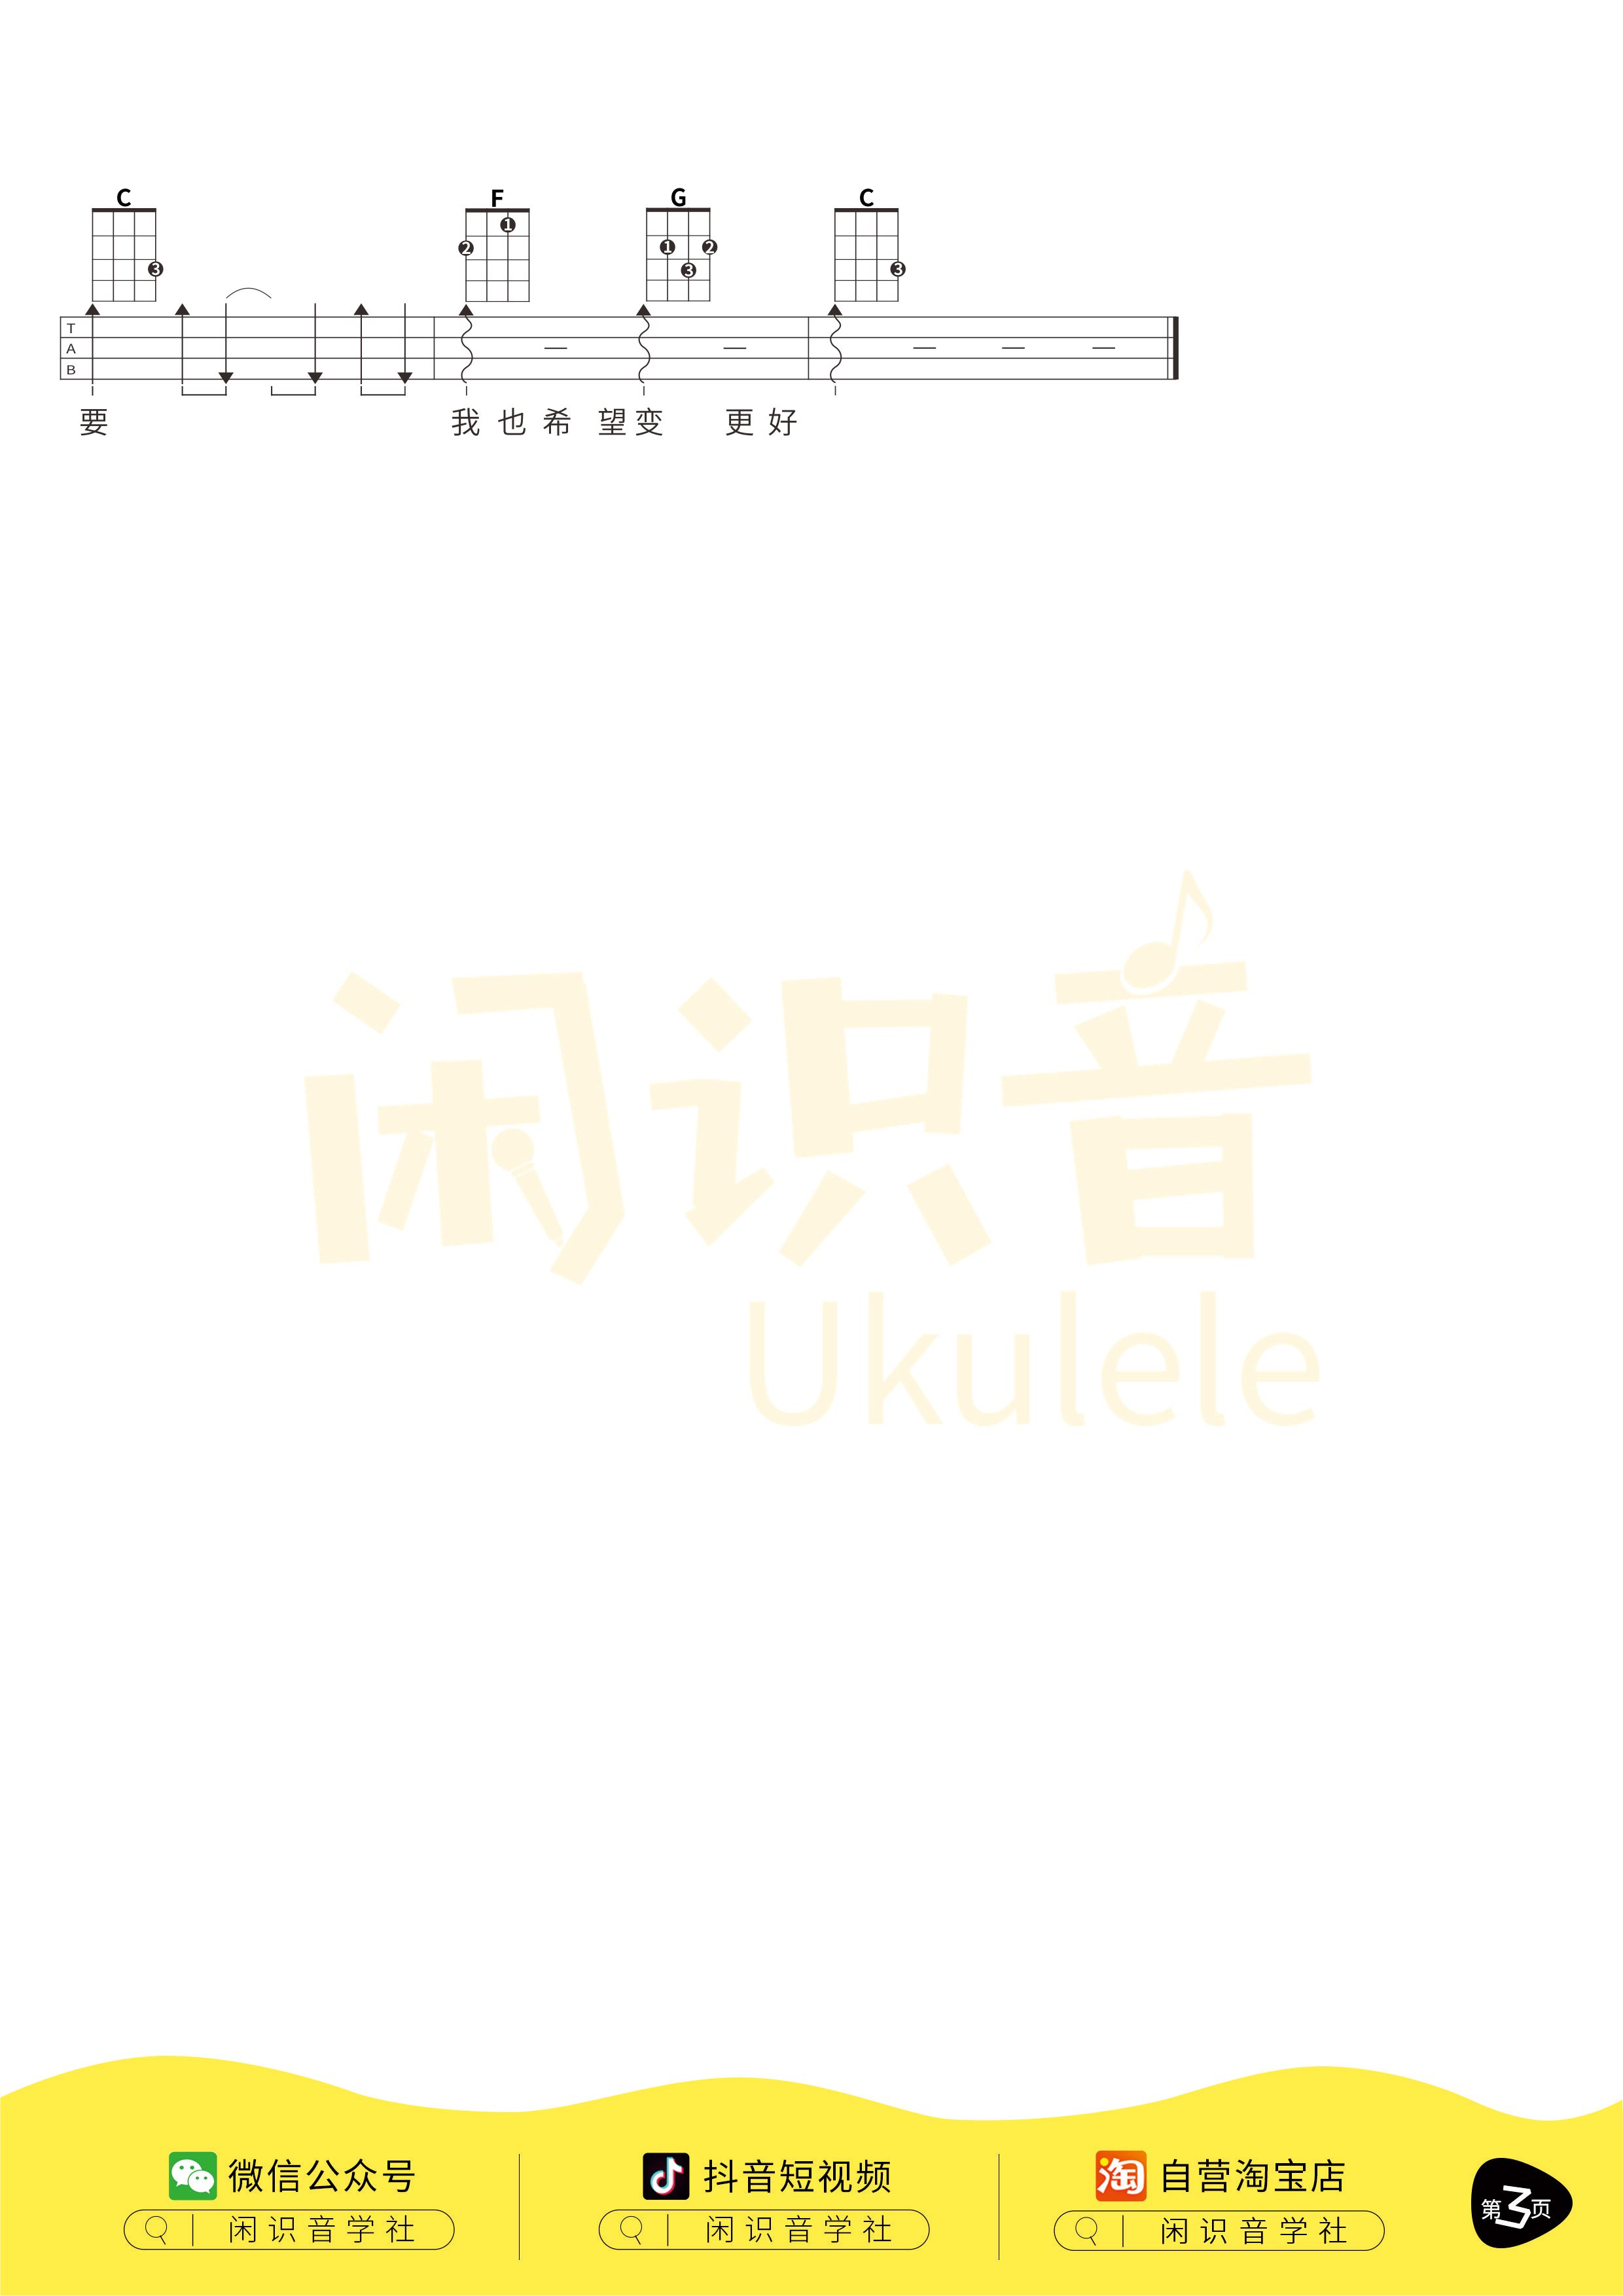 C F G C
3 2 1 1 2 3 3
T
A
B
要 我也希望变 更好
闲识音
Ukulele
微信公众号 抖音短视频 自营淘宝店
闲识音学社 闲识音学社 闲识音学社
淘
第3页